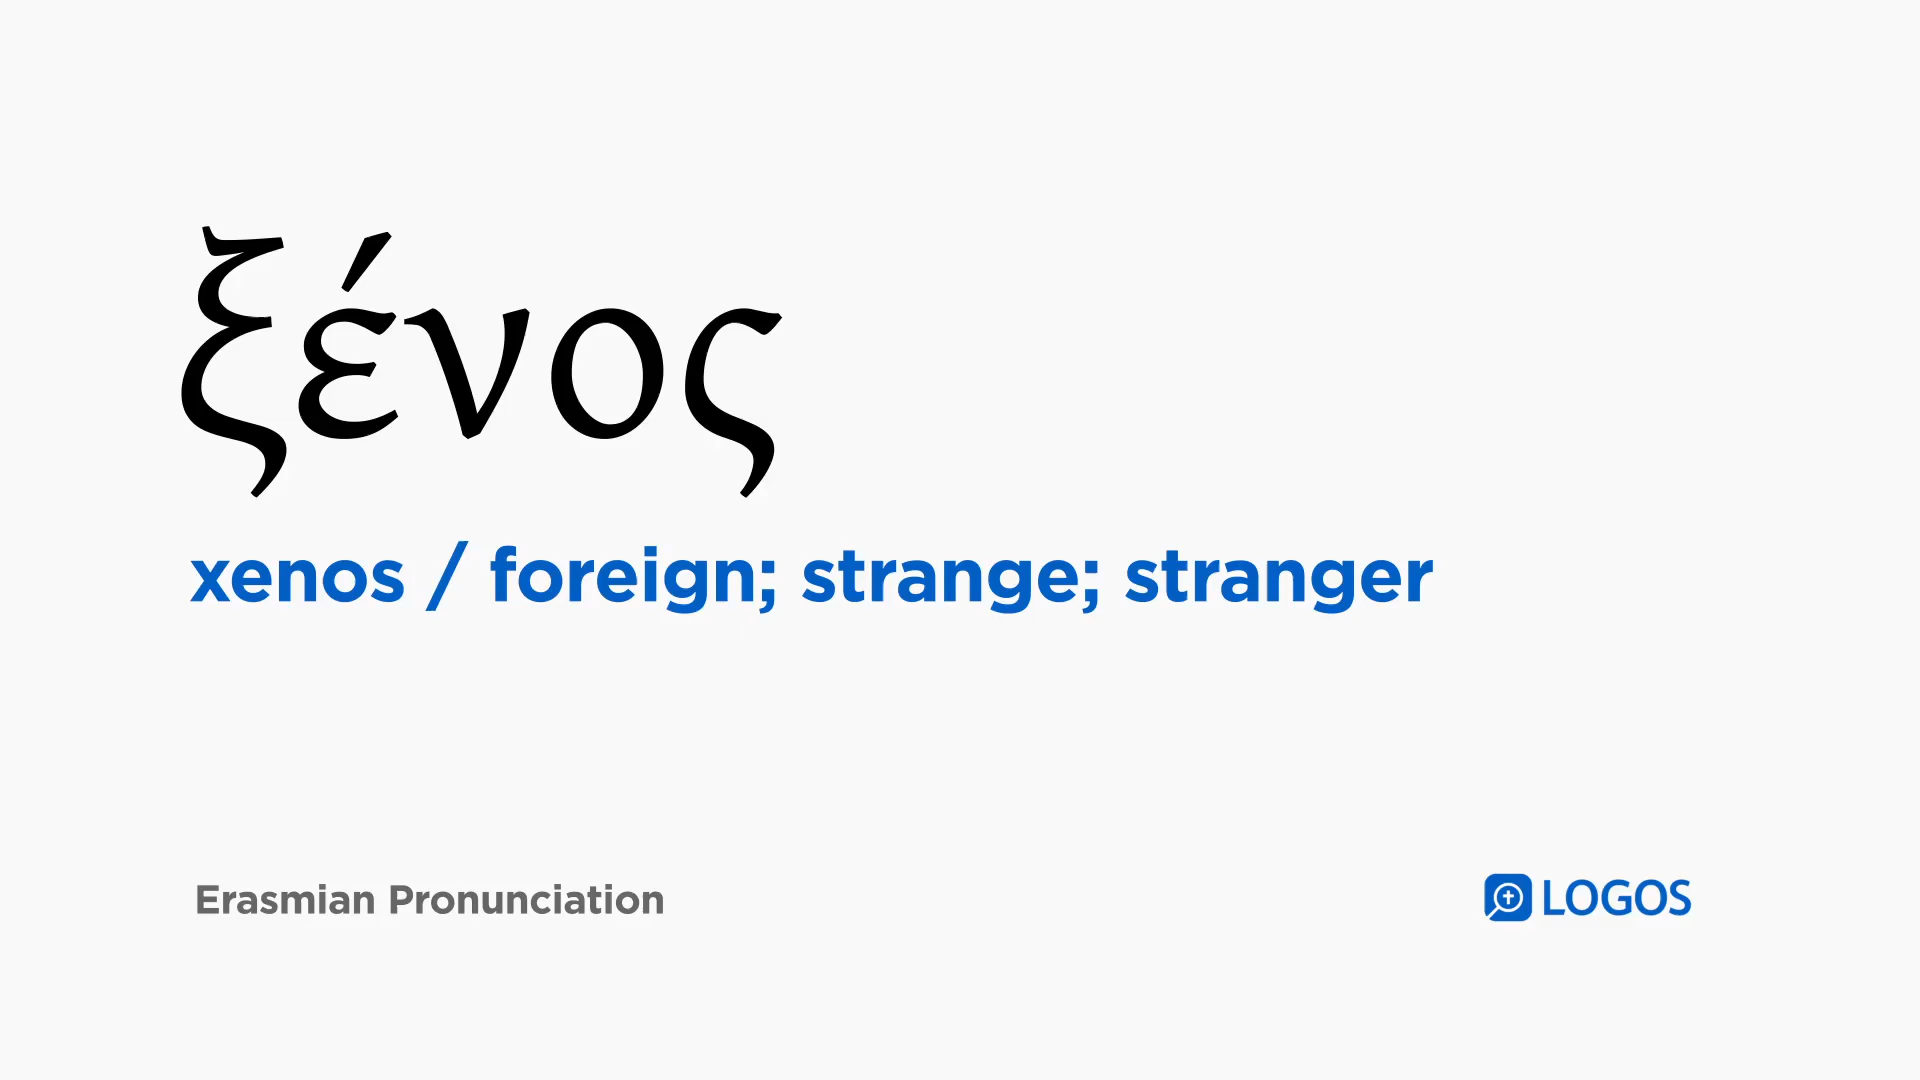 ξένος
xenos / foreign; strange; stranger
Erasmian Pronunciation
LOGOS